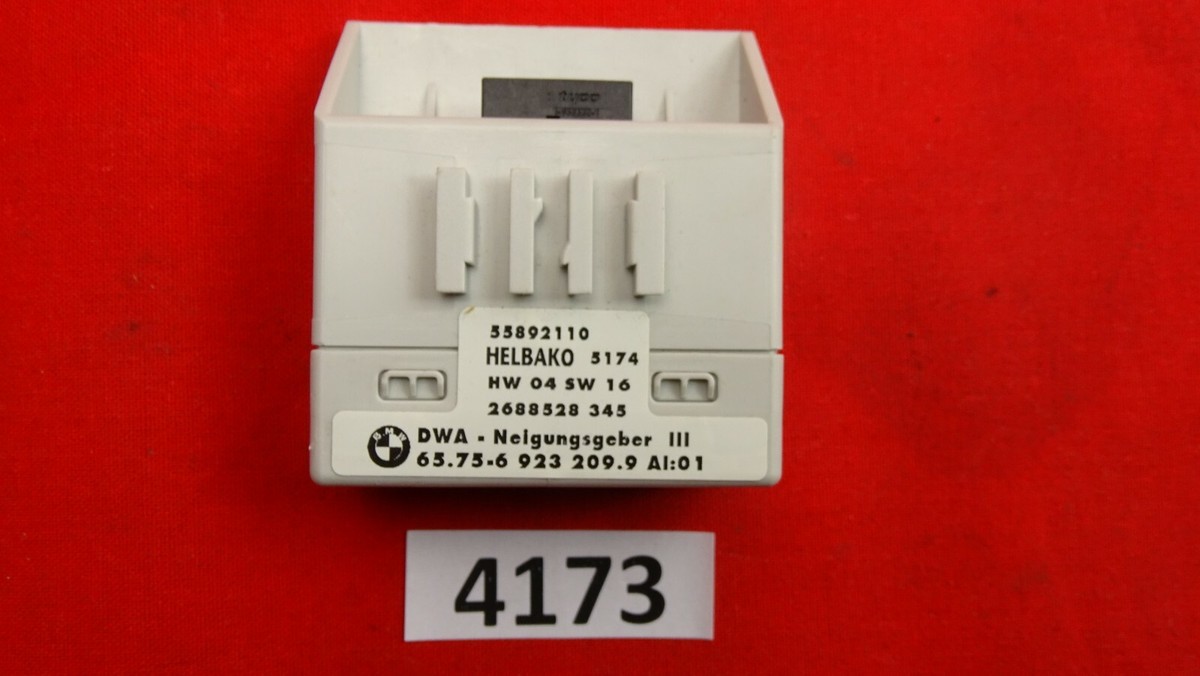 55892110
HELBAKO 5174
HW 04 SW 16
2688528 345
BMW
DWA - Neigungsgeber III
65.75-6 923 209.9 AI:01
4173